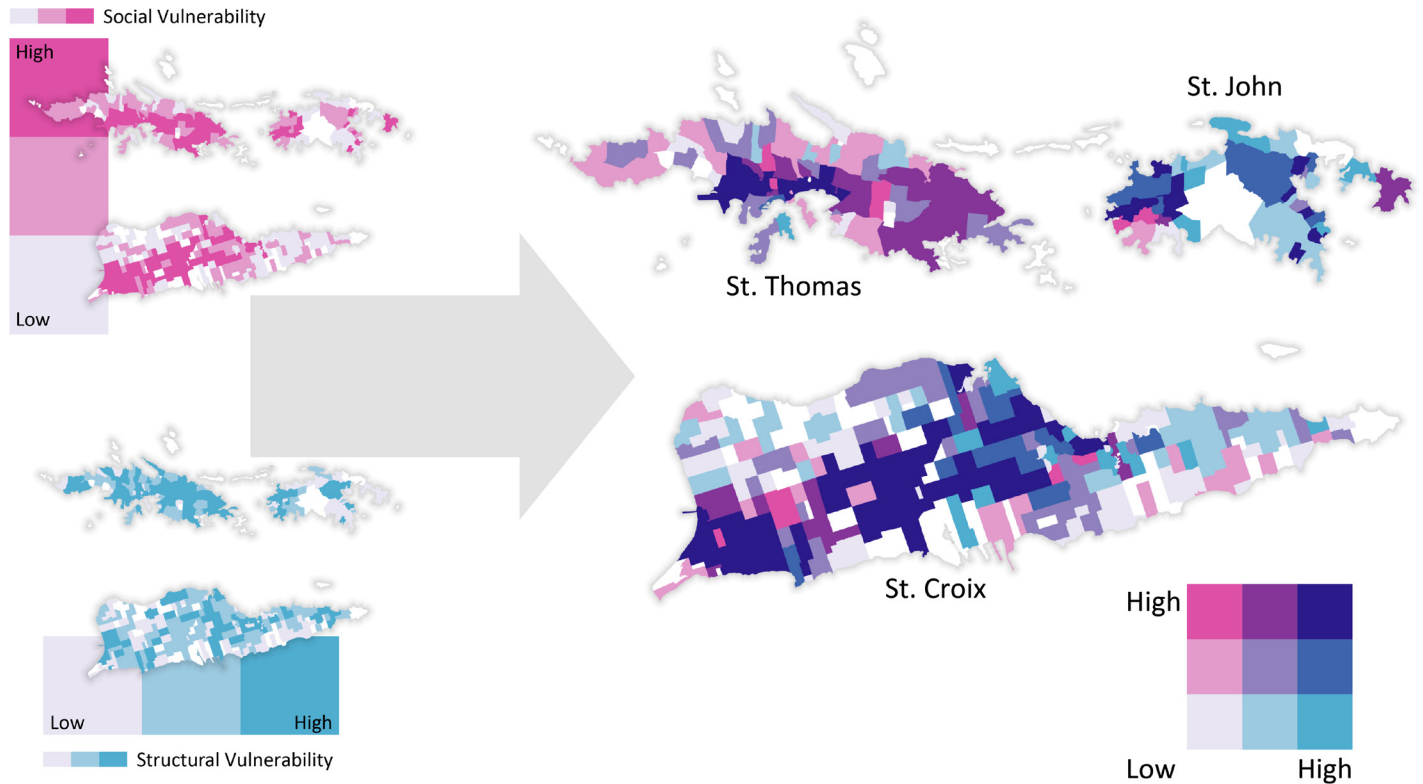 Social Vulnerability
High
Low
Low
High
Structural Vulnerability
St. Thomas
St. John
St. Croix
High
Low
High